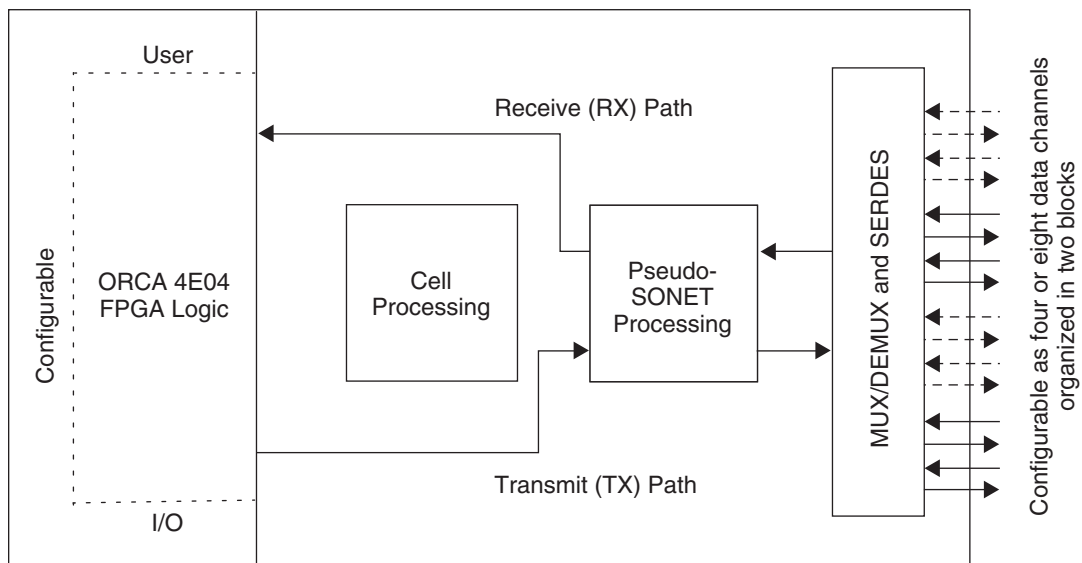 User
Configurable
ORCA 4E04
FPGA Logic
I/O
Receive (RX) Path
Cell
Processing
Pseudo-
SONET
Processing
Transmit (TX) Path
MUX/DEMUX and SERDES
Configurable as four or eight data channels
organized in two blocks